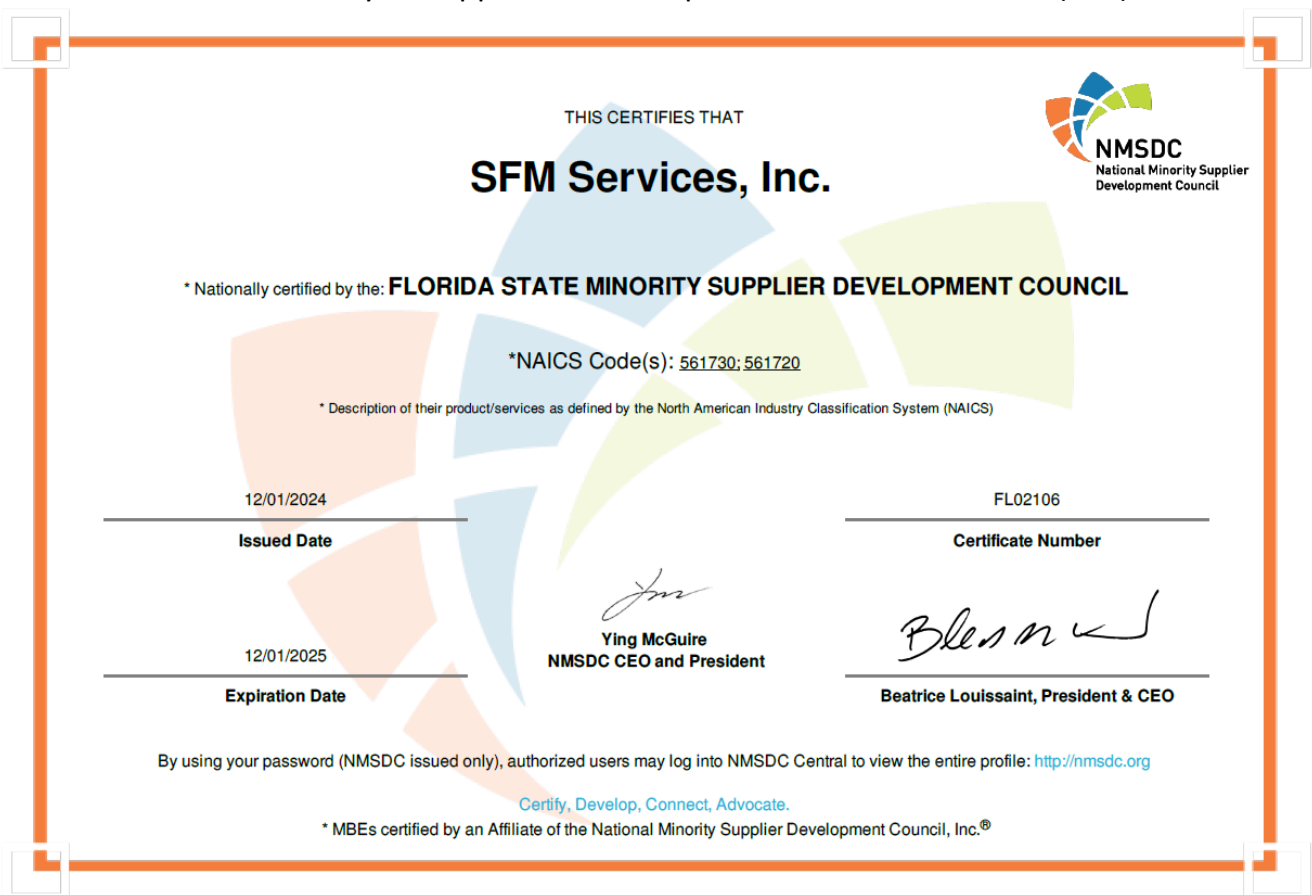 THIS CERTIFIES THAT
NMSDC
National Minority Supplier
Development Council
SFM Services, Inc.
* Nationally certified by the: FLORIDA STATE MINORITY SUPPLIER DEVELOPMENT COUNCIL
*NAICS Code(s): 561730; 561720
* Description of their product/services as defined by the North American Industry Classification System (NAICS)
12/01/2024
Issued Date
FL02106
Certificate Number
12/01/2025
Expiration Date
Ying McGuire
NMSDC CEO and President
Beatrice Louissaint, President & CEO
By using your password (NMSDC issued only), authorized users may log into NMSDC Central to view the entire profile: http://nmsdc.org
Certify, Develop, Connect, Advocate.
* MBEs certified by an Affiliate of the National Minority Supplier Development Council, Inc.®